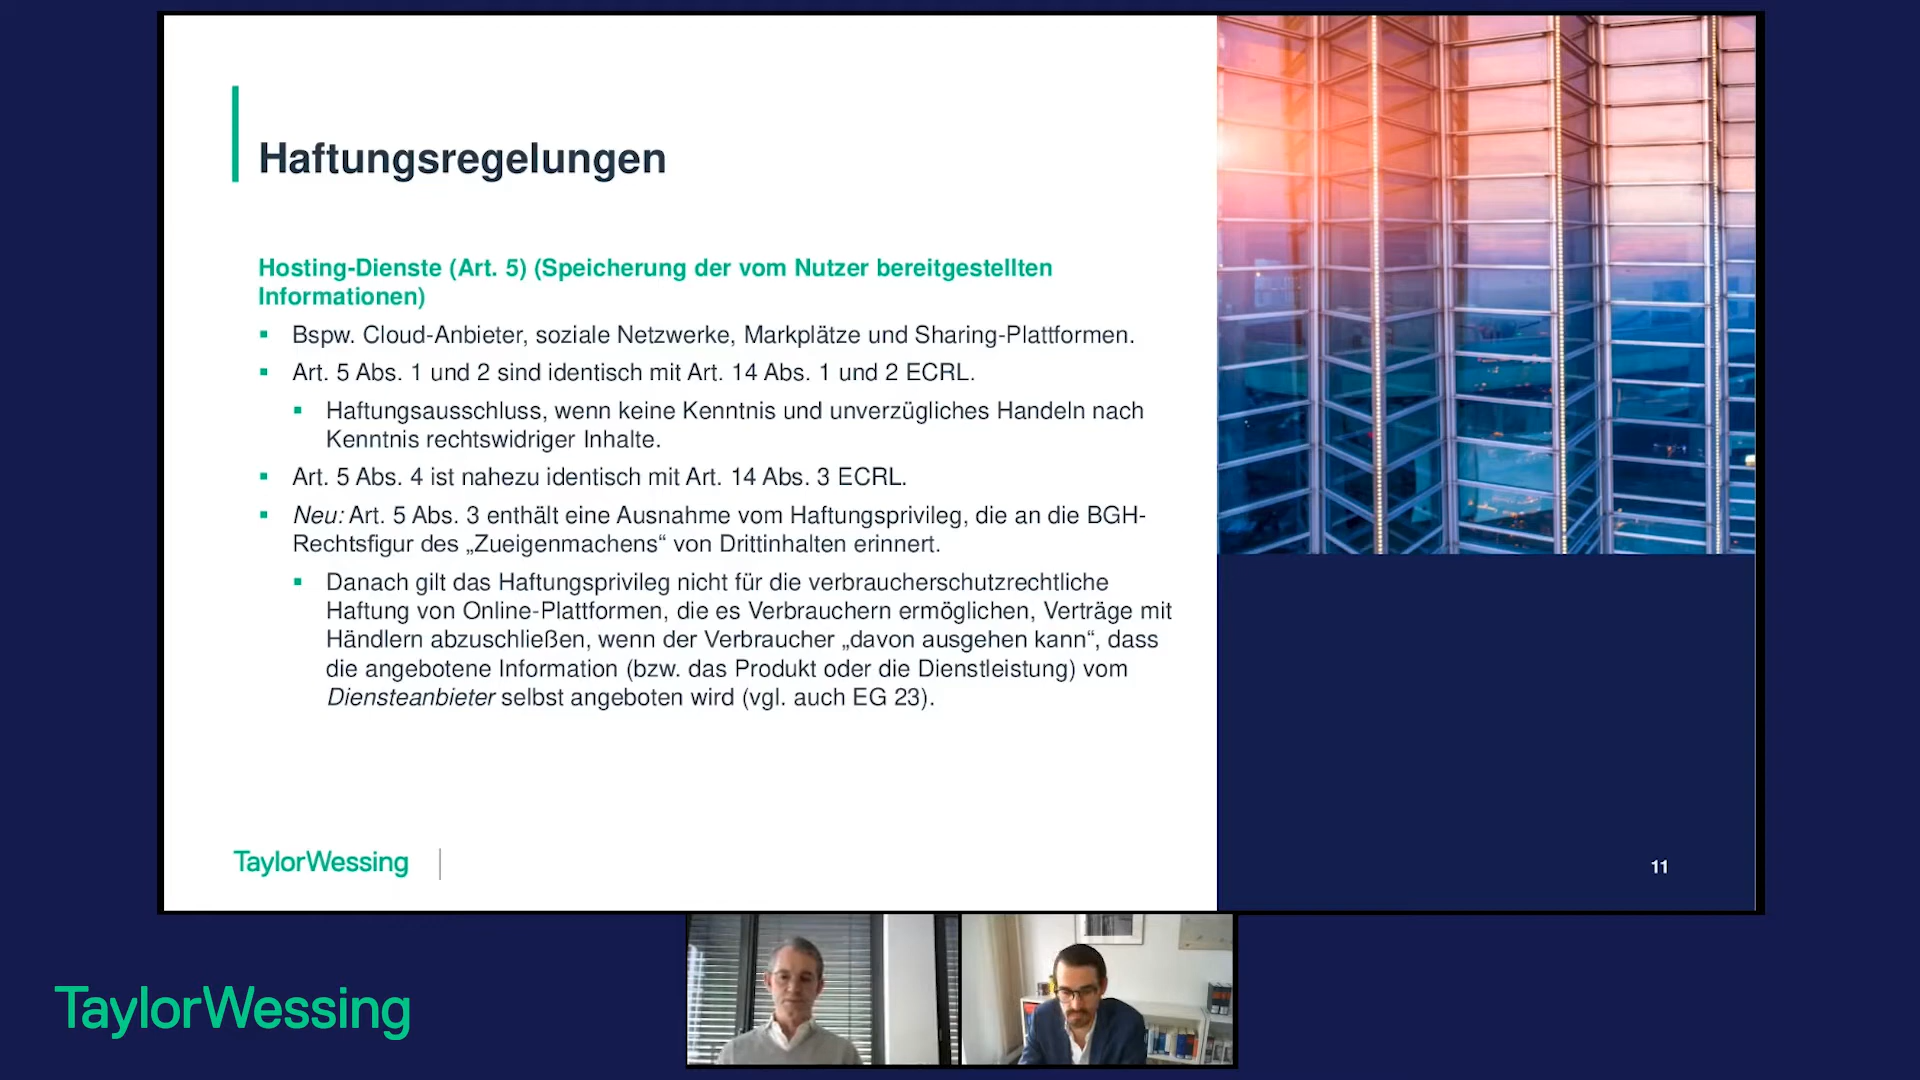 Haftungsregelungen
Hosting-Dienste (Art. 5) (Speicherung der vom Nutzer bereitgestellten
Informationen)
Bspw. Cloud-Anbieter, soziale Netzwerke, Markplätze und Sharing-Plattformen.
Art. 5 Abs. 1 und 2 sind identisch mit Art. 14 Abs. 1 und 2 ECRL.
Haftungsausschluss, wenn keine Kenntnis und unverzügliches Handeln nach
Kenntnis rechtswidriger Inhalte.
Art. 5 Abs. 4 ist nahezu identisch mit Art. 14 Abs. 3 ECRL.
Neu: Art. 5 Abs. 3 enthält eine Ausnahme vom Haftungsprivileg, die an die BGH-
Rechtsfigur des „Zueigenmachens“ von Drittinhalten erinnert.
Danach gilt das Haftungsprivileg nicht für die verbraucherschutzrechtliche
Haftung von Online-Plattformen, die es Verbrauchern ermöglichen, Verträge mit
Händlern abzuschließen, wenn der Verbraucher „davon ausgehen kann“, dass
die angebotene Information (bzw. das Produkt oder die Dienstleistung) vom
Diensteanbieter selbst angeboten wird (vgl. auch EG 23).
TaylorWessing
11
TaylorWessing